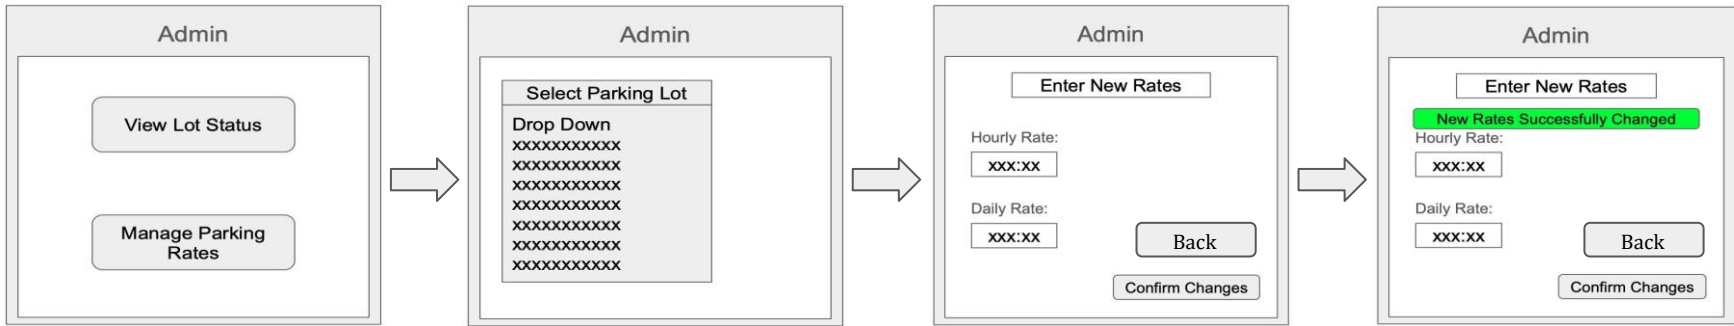 Admin
View Lot Status
Manage Parking
Rates
Admin
Select Parking Lot
Drop Down
xxxxxxxxxxx
xxxxxxxxxxx
xxxxxxxxxxx
xxxxxxxxxxx
xxxxxxxxxxx
xxxxxxxxxxx
xxxxxxxxxxx
Admin
Enter New Rates
Hourly Rate:
xxx:xx
Daily Rate:
xxx:xx
Back
Confirm Changes
Admin
Enter New Rates
New Rates Successfully Changed
Hourly Rate:
xxx:xx
Daily Rate:
xxx:xx
Back
Confirm Changes